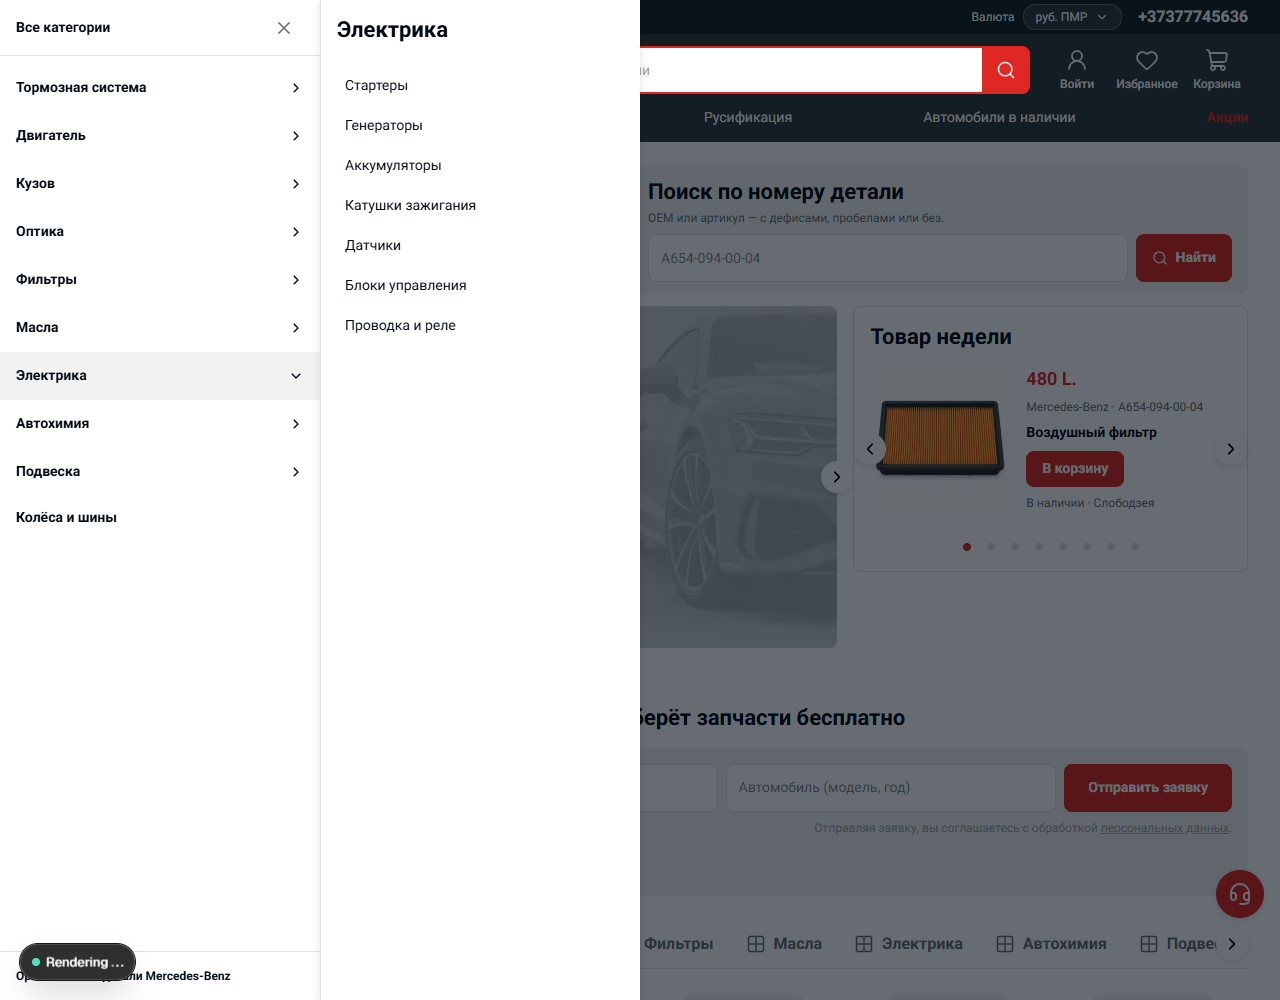 Все категории
Тормозная система
Двигатель
Кузов
Оптика
Фильтры
Масла
Электрика
Автохимия
Подвеска
Колёса и шины
Rendering ...
Mercedes-Benz
Электрика
Стартеры
Генераторы
Аккумуляторы
Катушки зажигания
Датчики
Блоки управления
Проводка и реле
Валюта
руб. ПМР
+37377745636
Войти
Избранное
Корзина
Русификация
Автомобили в наличии
Акции
Поиск по номеру детали
OEM или артикул — с дефисами, пробелами или без.
A654-094-00-04
Найти
Товар недели
480 L.
Mercedes-Benz · A654-094-00-04
Воздушный фильтр
В корзину
В наличии · Слободзея
запчасти бесплатно
Автомобиль (модель, год)
Отправить заявку
Отправляя заявку, вы соглашаетесь с обработкой персональных данных.
Фильтры
Масла
Электрика
Автохимия